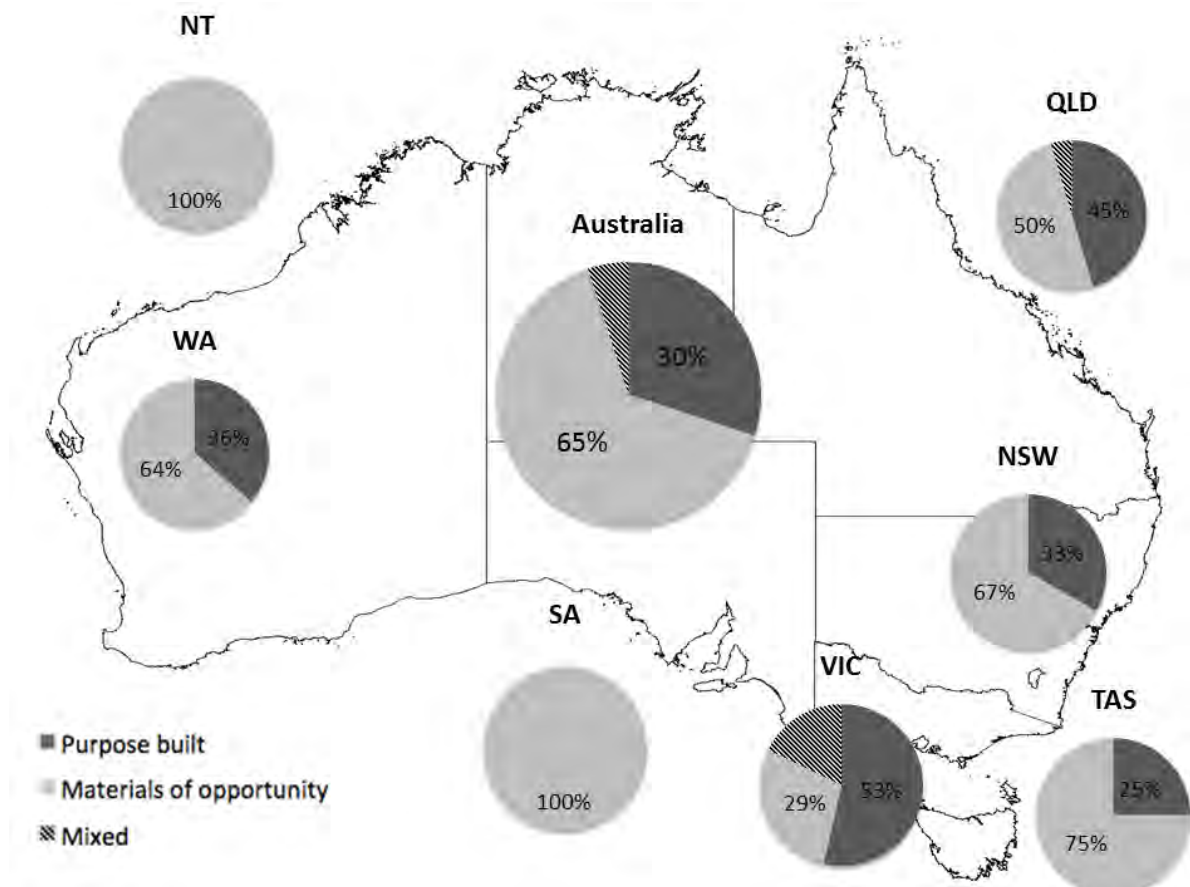 NT
100%
QLD
50%
45%
Australia
30%
65%
WA
36%
64%
NSW
33%
67%
SA
100%
VIC
29%
53%
TAS
25%
75%
Purpose built
Materials of opportunity
Mixed